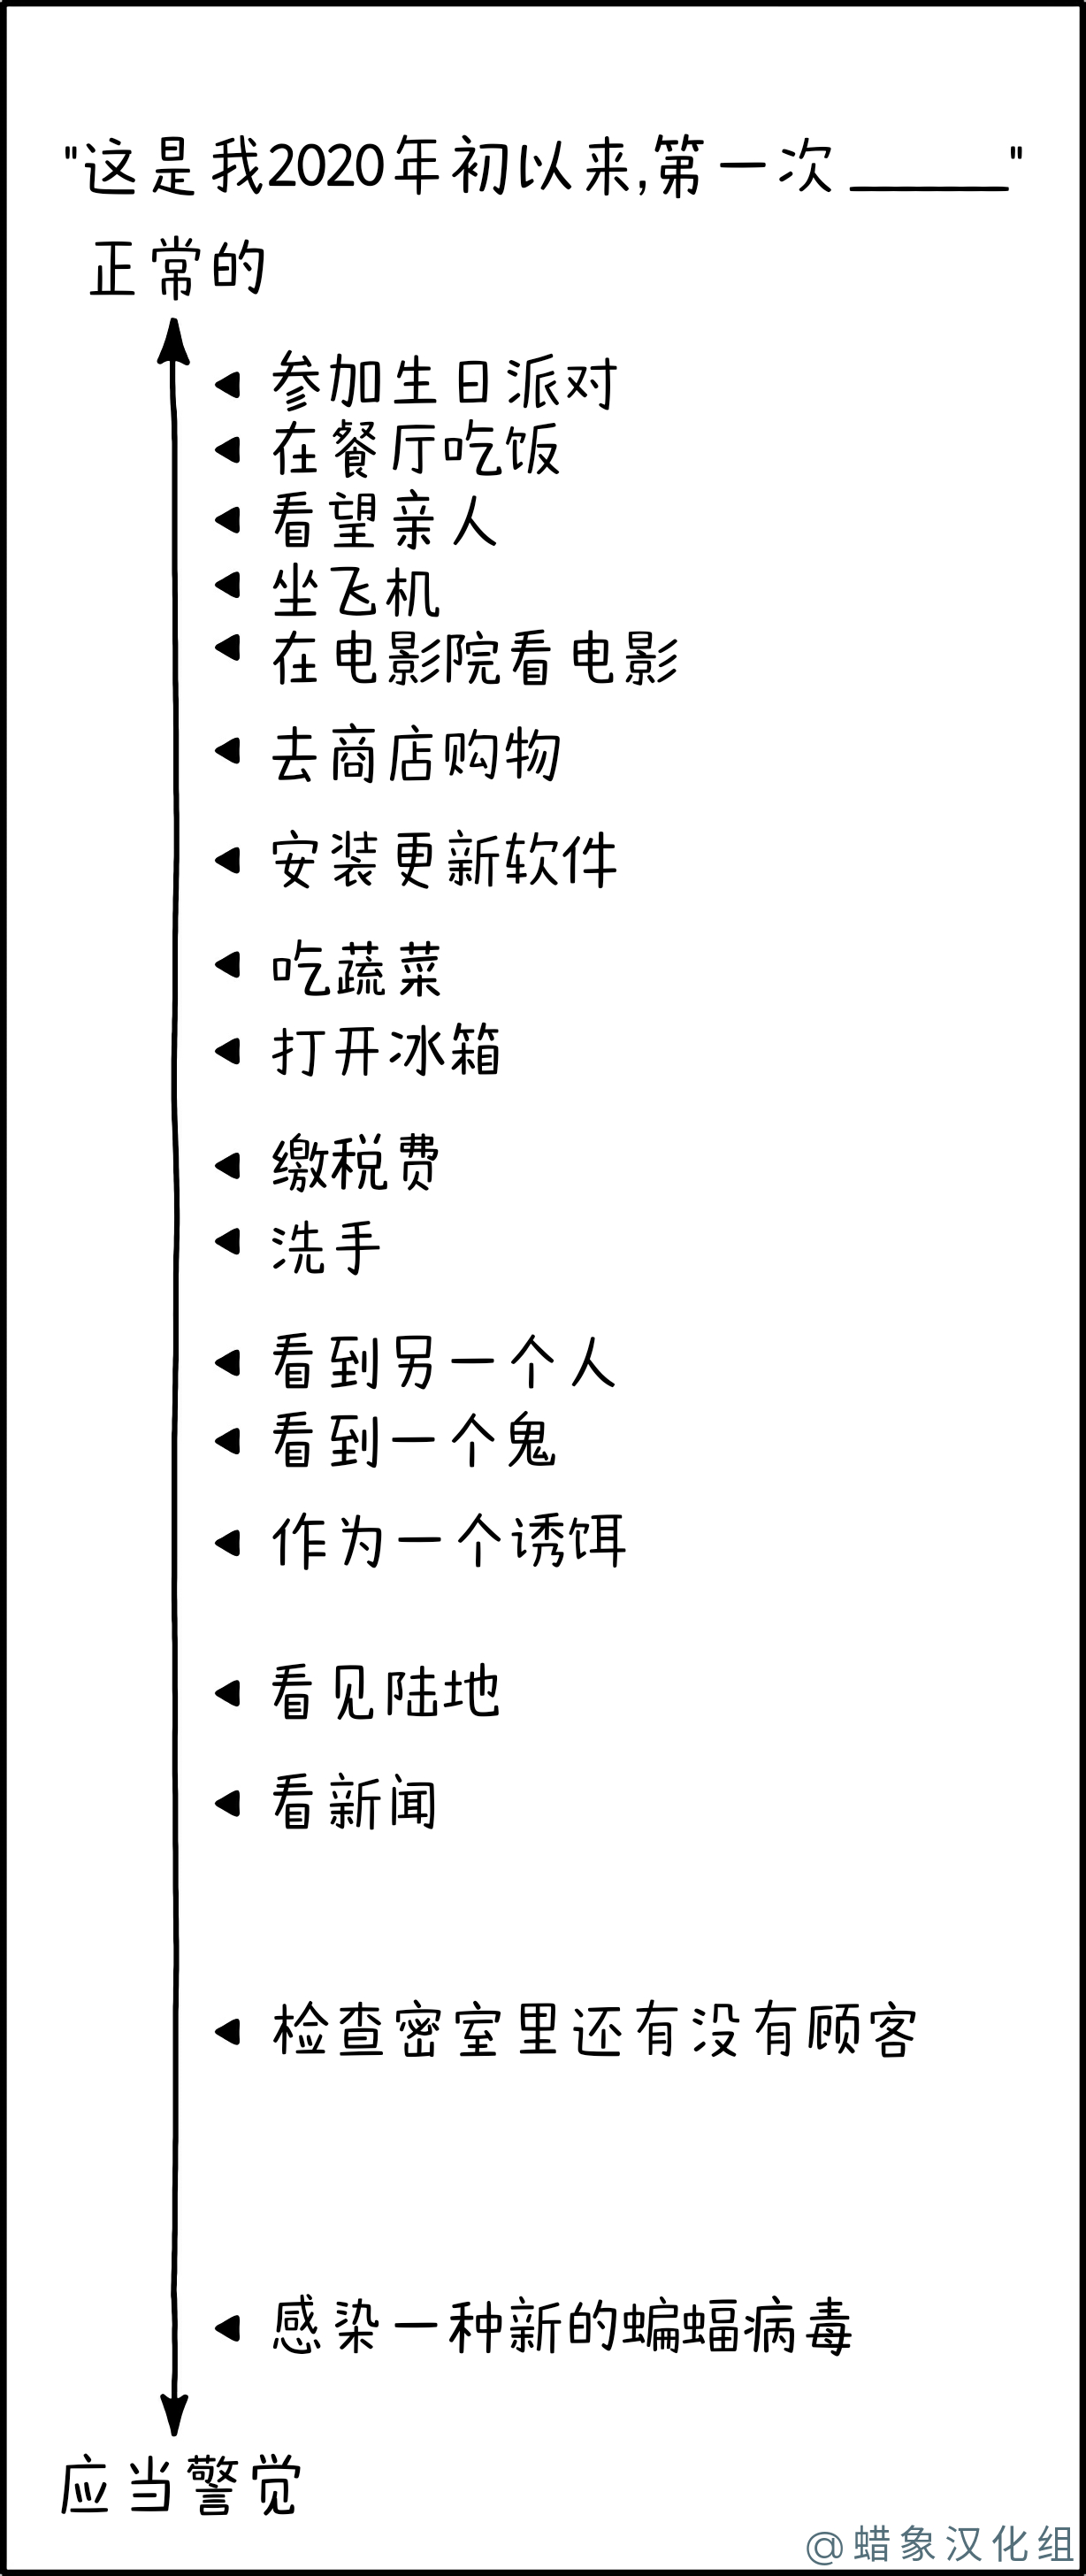 "这是我2020年初以来,第一次______"
正常的
参加生日派对
在餐厅吃饭
看望亲人
坐飞机
在电影院看电影
去商店购物
安装更新软件
吃蔬菜
打开冰箱
缴税费
洗手
看到另一个人
看到一个鬼
作为一个诱饵
看见陆地
看新闻
检查密室里还有没有顾客
感染一种新的蝙蝠病毒
应当警觉
@蜡象汉化组